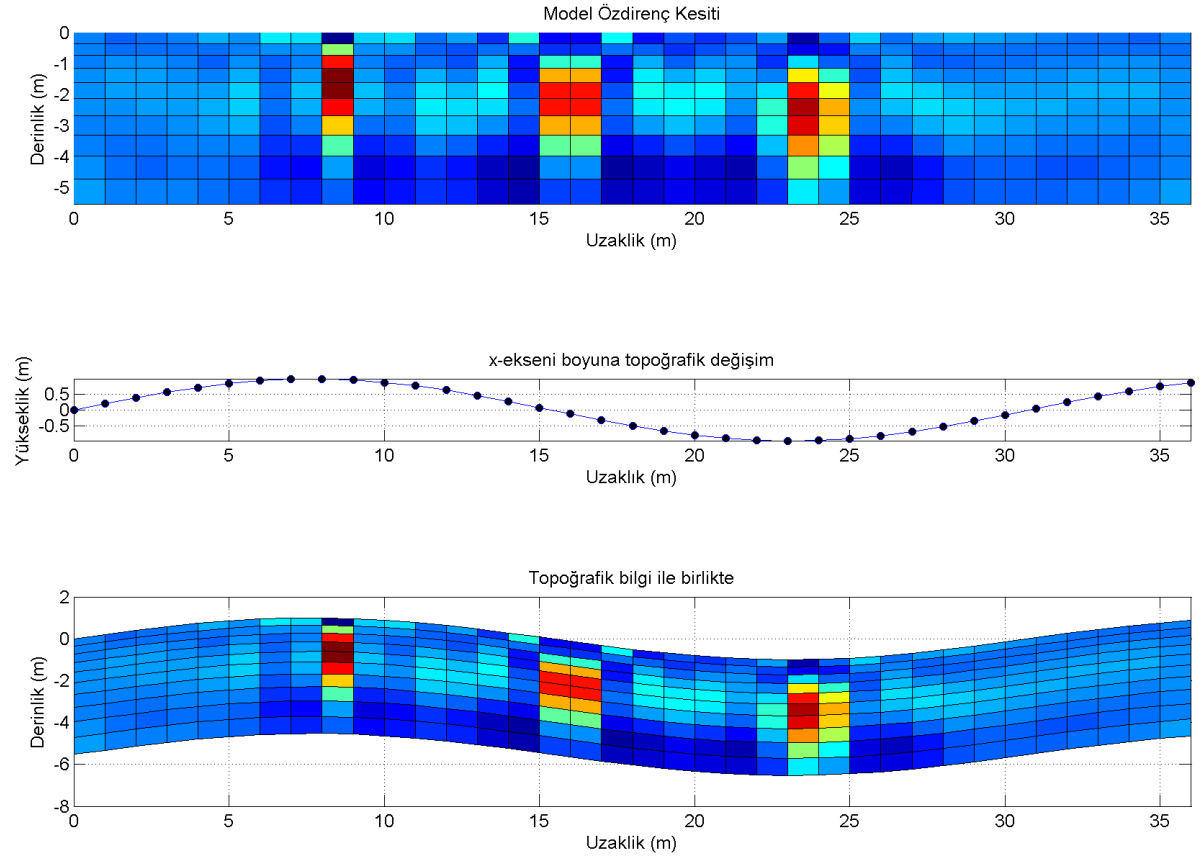 Model Özdirenç Kesiti
0
-1
-2
-3
-4
-5
Derinlik (m)
0 5 10 15 20 25 30 35
Uzaklik (m)
x-ekseni boyuna topoğrafik değişim
0.5
0
-0.5
Yükseklik (m)
0 5 10 15 20 25 30 35
Uzaklık (m)
Topoğrafik bilgi ile birlikte
2
0
-2
-4
-6
-8
Derinlik (m)
0 5 10 15 20 25 30 35
Uzaklik (m)